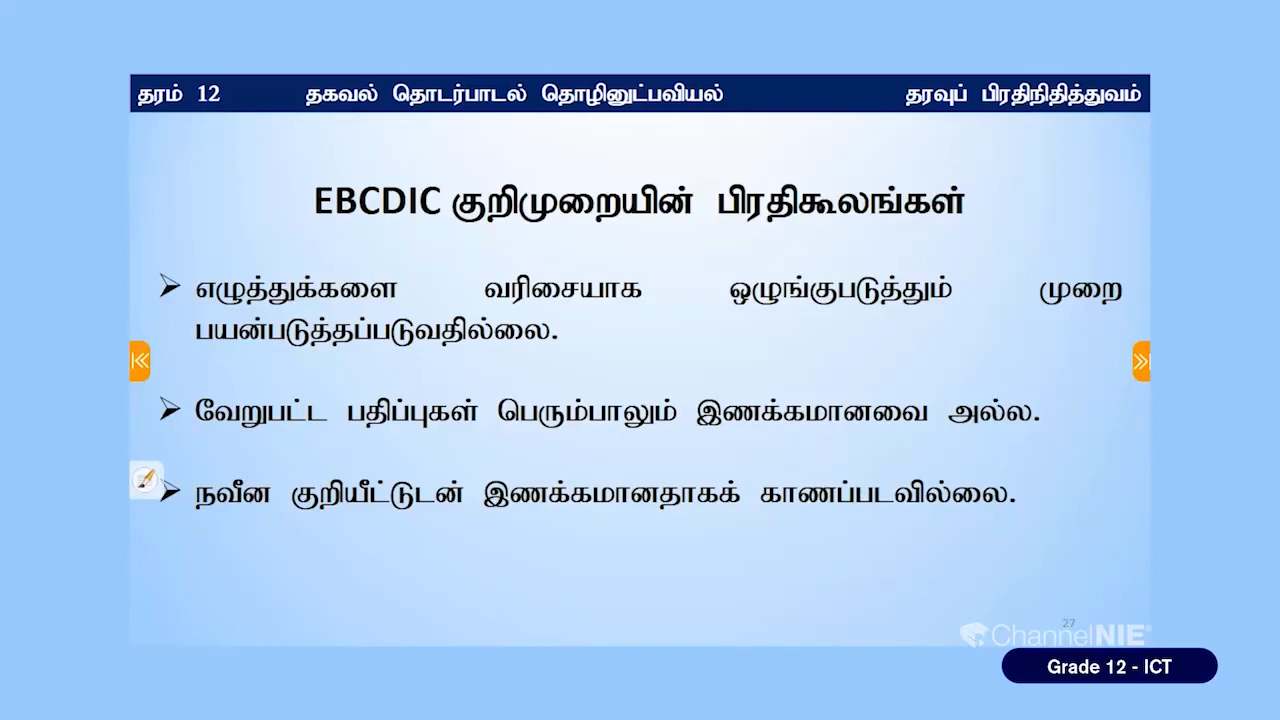 தரம் 12 தகவல் தொடர்பாடல் தொழினுட்பவியல் தரவுப் பிரதிநிதித்துவம்
EBCDIC குறிமுறையின் பிரதிகூலங்கள்
எழுத்துக்களை வரிசையாக ஒழுங்குபடுத்தும் முறை
பயன்படுத்தப்படுவதில்லை.
வேறுபட்ட பதிப்புகள் பெரும்பாலும் இணக்கமானவை அல்ல.
நவீன குறியீட்டுடன் இணக்கமானதாகக் காணப்படவில்லை.
27
ChannelNIE
Grade 12 - ICT